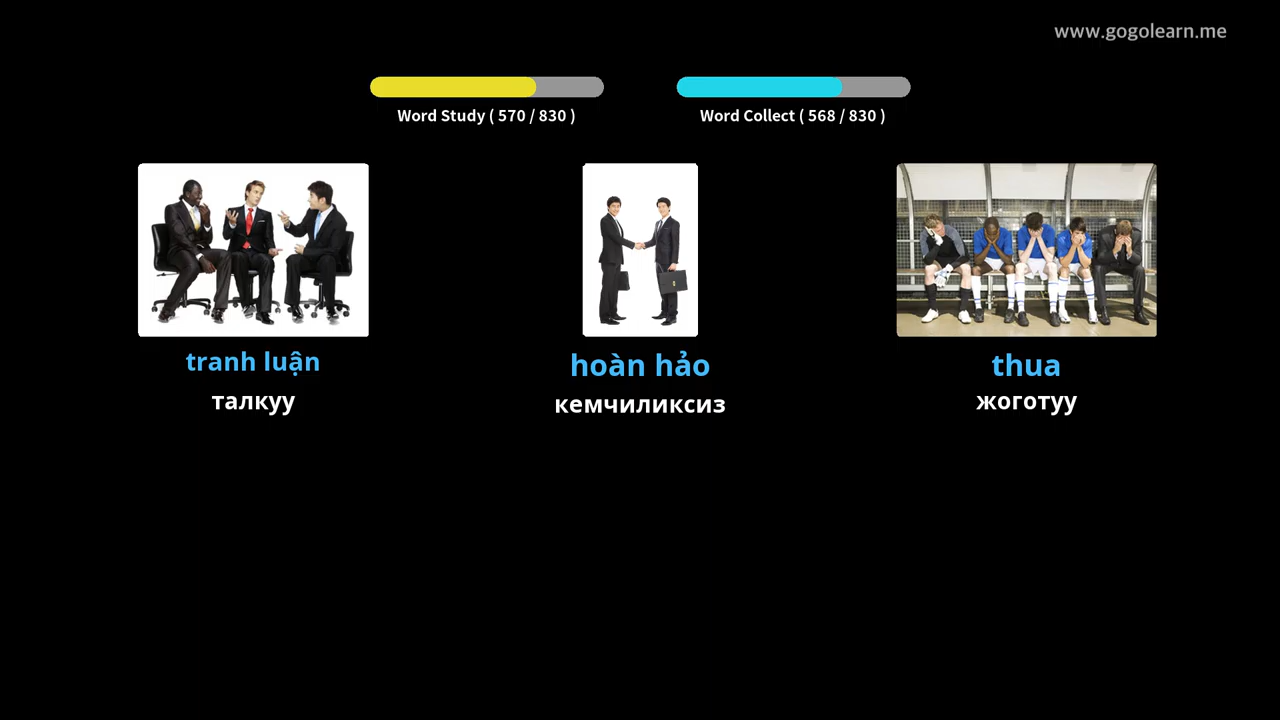 www.gogolearn.me
Word Study ( 570 / 830 )
Word Collect ( 568 / 830 )
tranh luận
талкуу
hoàn hảo
кемчиликсиз
thua
жоготуу